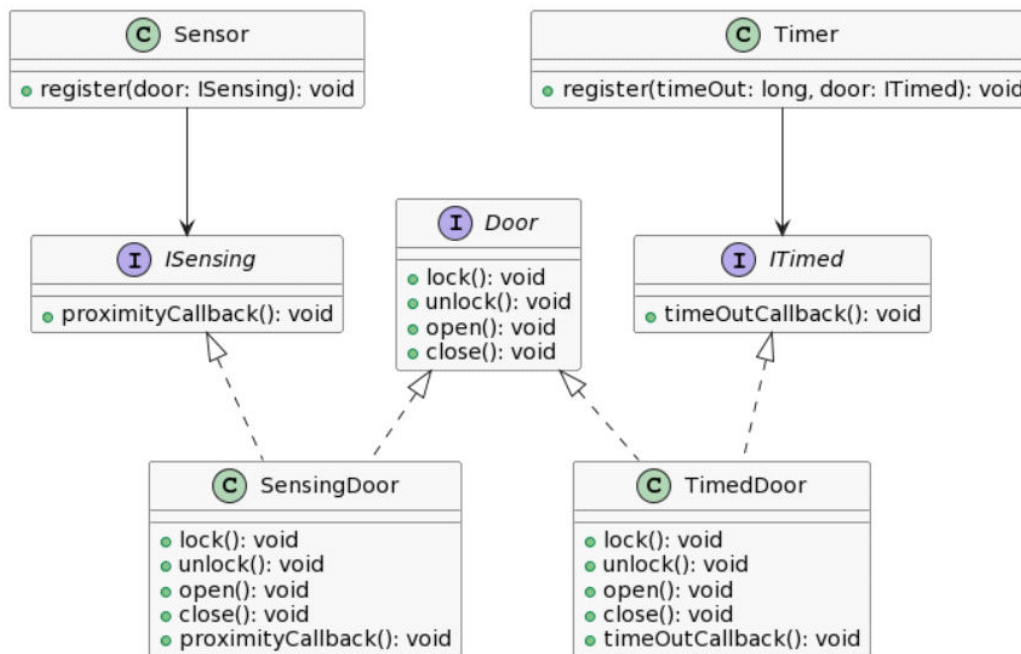 C Sensor
register(door: ISensing): void
C Timer
register(timeOut: long, door: ITimed): void
I ISensing
proximityCallback(): void
I Door
lock(): void
unlock(): void
open(): void
close(): void
I ITimed
timeOutCallback(): void
C SensingDoor
lock(): void
unlock(): void
open(): void
close(): void
proximityCallback(): void
C TimedDoor
lock(): void
unlock(): void
open(): void
close(): void
timeOutCallback(): void